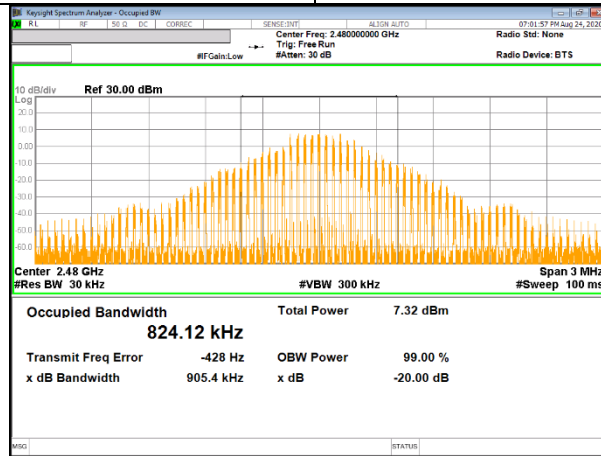 Keysight Spectrum Analyzer - Occupied BW
RL RF 50 Ω DC CORREC SENSE:INT ALIGN AUTO 07:01:57 PM Aug 24, 2020
Center Freq: 2.480000000 GHz Radio Std: None
Trig: Free Run
#IFGain:Low #Atten: 30 dB Radio Device: BTS
10 dB/div Ref 30.00 dBm
Log
20.0
10.0
0.00
-10.0
-20.0
-30.0
-40.0
-50.0
-60.0
Center 2.48 GHz Span 3 MHz
#Res BW 30 kHz #VBW 300 kHz #Sweep 100 ms
Occupied Bandwidth Total Power 7.32 dBm
824.12 kHz
Transmit Freq Error -428 Hz OBW Power 99.00 %
x dB Bandwidth 905.4 kHz x dB -20.00 dB
MSG STATUS